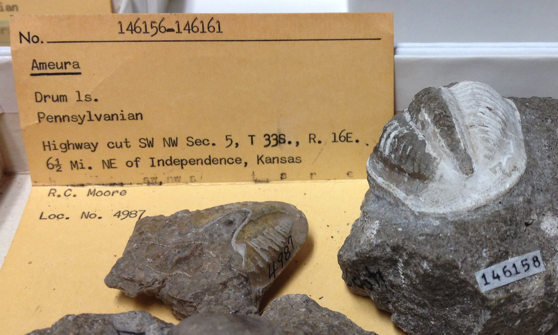 ian
No. 146156-146161
Ameura
Drum ls.
Pennsylvanian
Highway cut SW NW Sec. 5, T 33S., R. 16E.
6½ Mi. NE of Independence, Kansas
R.C. Moore
Loc. No. 4987
4987
146158